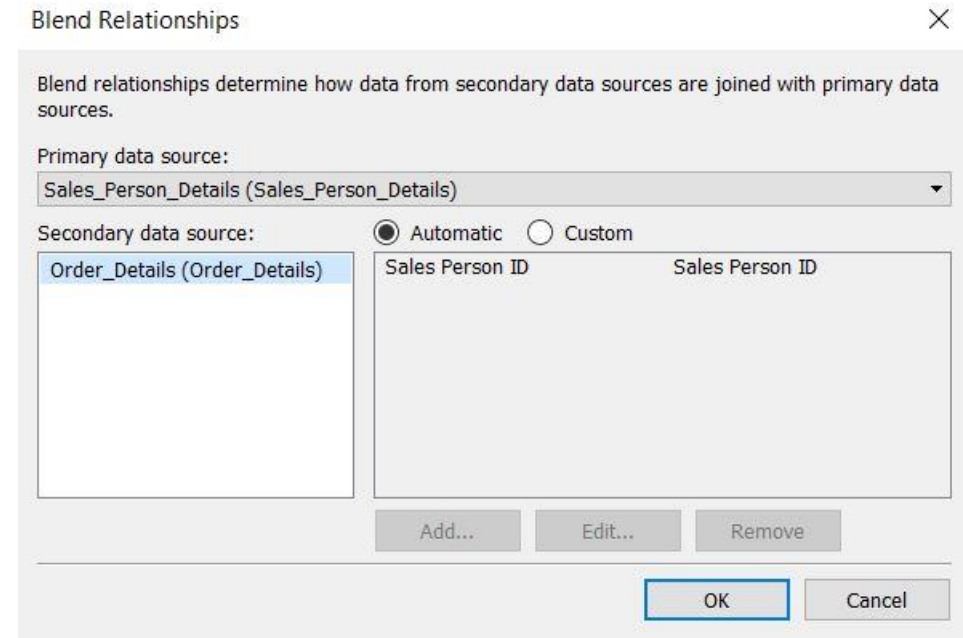 Blend Relationships
Blend relationships determine how data from secondary data sources are joined with primary data
sources.
Primary data source:
Sales_Person_Details (Sales_Person_Details)
Secondary data source:
Automatic
Custom
Order_Details (Order_Details)
Sales Person ID
Sales Person ID
Add...
Edit...
Remove
OK
Cancel